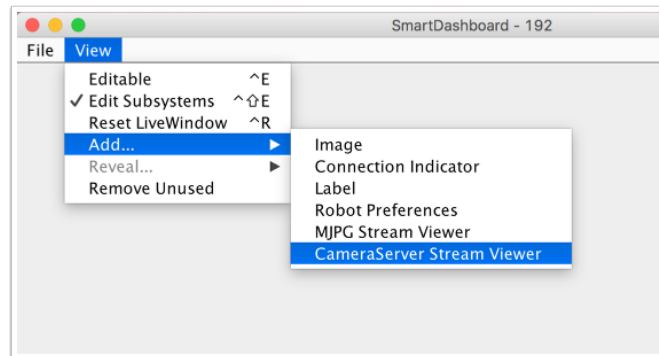 SmartDashboard - 192
File View
Editable ^E
✓ Edit Subsystems ^⇧E
Reset LiveWindow ^R
Add... ▶
Reveal... ▶
Remove Unused
Image
Connection Indicator
Label
Robot Preferences
MJPG Stream Viewer
CameraServer Stream Viewer